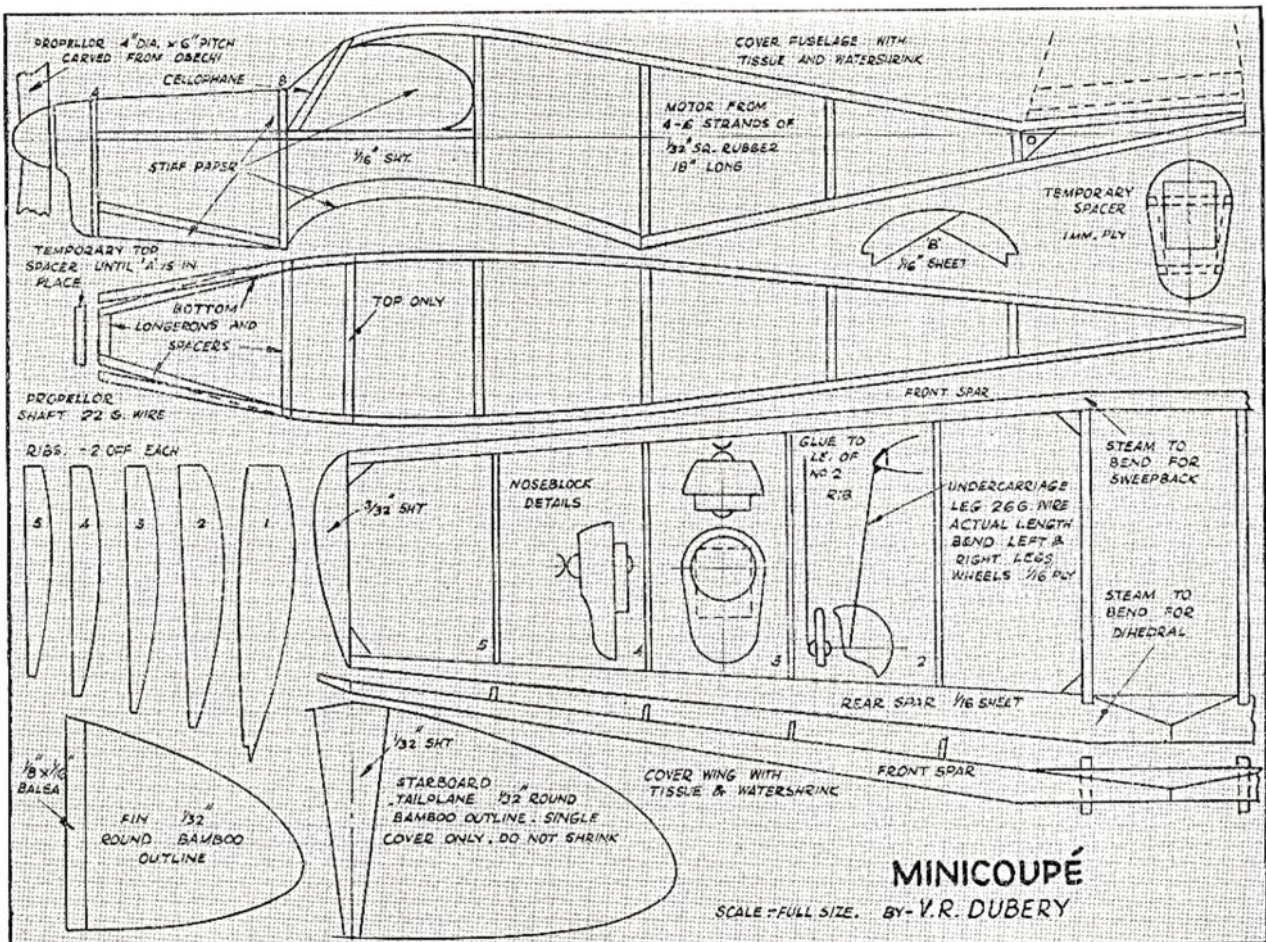 PROPELLOR 4" DIA. x 6" PITCH
CARVED FROM OBECHI
CELLOPHANE
A
B
COVER FUSELAGE WITH
TISSUE AND WATERSHRINK
MOTOR FROM
4-6 STRANDS OF
1/32" SQ. RUBBER
18" LONG
STIFF PAPER
1/16" SHT.
TEMPORARY
SPACER
1MM. PLY
'B'
1/16" SHEET
TEMPORARY TOP
SPACER UNTIL 'A' IS IN
PLACE
BOTTOM
LONGERONS AND
SPACERS
TOP ONLY
PROPELLOR
SHAFT 22 G. WIRE
FRONT SPAR
STEAM TO
BEND FOR
SWEEPBACK
RIBS. -2 OFF EACH
5
4
3
2
1
3/32" SHT
NOSEBLOCK
DETAILS
GLUE TO
L.E. OF
NO 2
RIB
UNDERCARRIAGE
LEG 26G. WIRE
ACTUAL LENGTH
BEND LEFT &
RIGHT LEGS
WHEELS 1/16 PLY
STEAM TO
BEND FOR
DIHEDRAL
5
4
3
2
REAR SPAR 1/16 SHEET
FRONT SPAR
COVER WING WITH
TISSUE & WATERSHRINK
1/8" x 1/16"
BALSA
FIN 1/32"
ROUND BAMBOO
OUTLINE
1/32" SHT
STARBOARD
TAILPLANE 1/32" ROUND
BAMBOO OUTLINE. SINGLE
COVER ONLY. DO NOT SHRINK
MINICOUPÉ
SCALE - FULL SIZE. BY - V.R. DUBERY